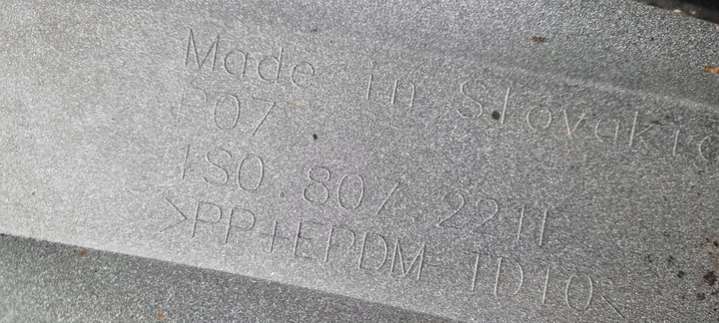 Made in Slovakia
P07
1S0.807.221
>PP+EPDM-TD10<